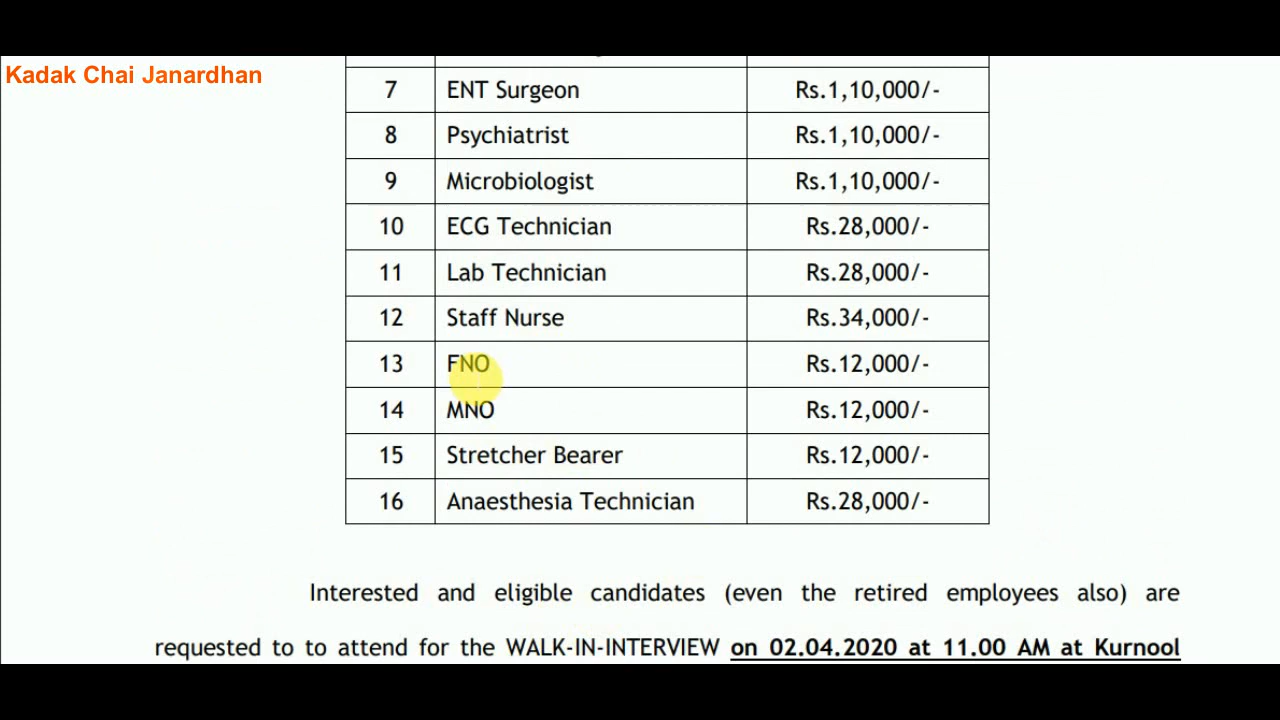 Kadak Chai Janardhan
7 ENT Surgeon Rs.1,10,000/-
8 Psychiatrist Rs.1,10,000/-
9 Microbiologist Rs.1,10,000/-
10 ECG Technician Rs.28,000/-
11 Lab Technician Rs.28,000/-
12 Staff Nurse Rs.34,000/-
13 FNO Rs.12,000/-
14 MNO Rs.12,000/-
15 Stretcher Bearer Rs.12,000/-
16 Anaesthesia Technician Rs.28,000/-
Interested and eligible candidates (even the retired employees also) are
requested to to attend for the WALK-IN-INTERVIEW on 02.04.2020 at 11.00 AM at Kurnool